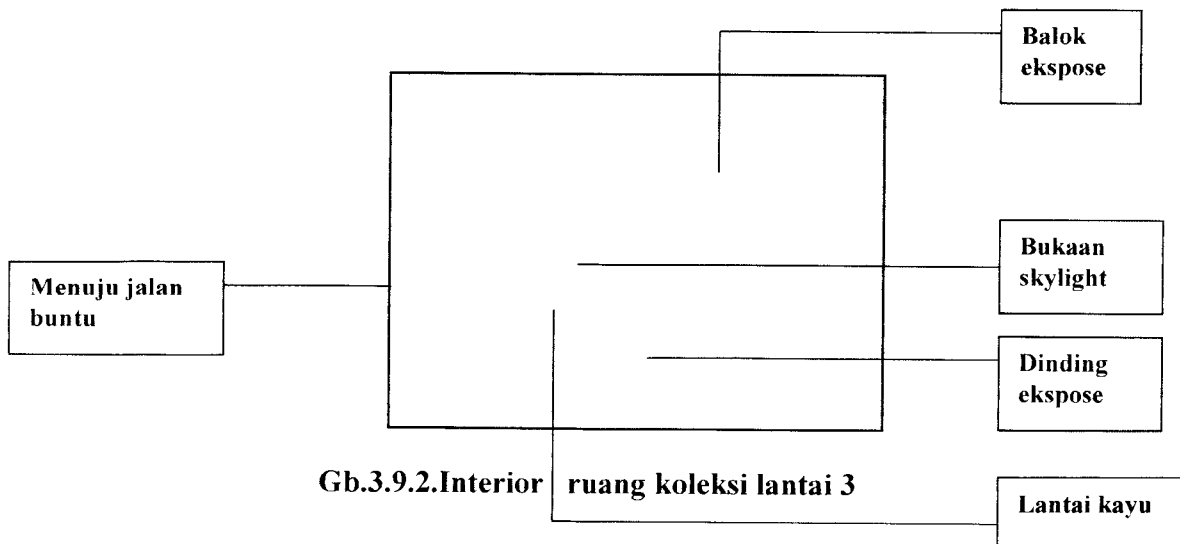 Balok
ekspose
Bukaan
skylight
Menuju jalan
buntu
Dinding
ekspose
Gb.3.9.2.Interior ruang koleksi lantai 3
Lantai kayu